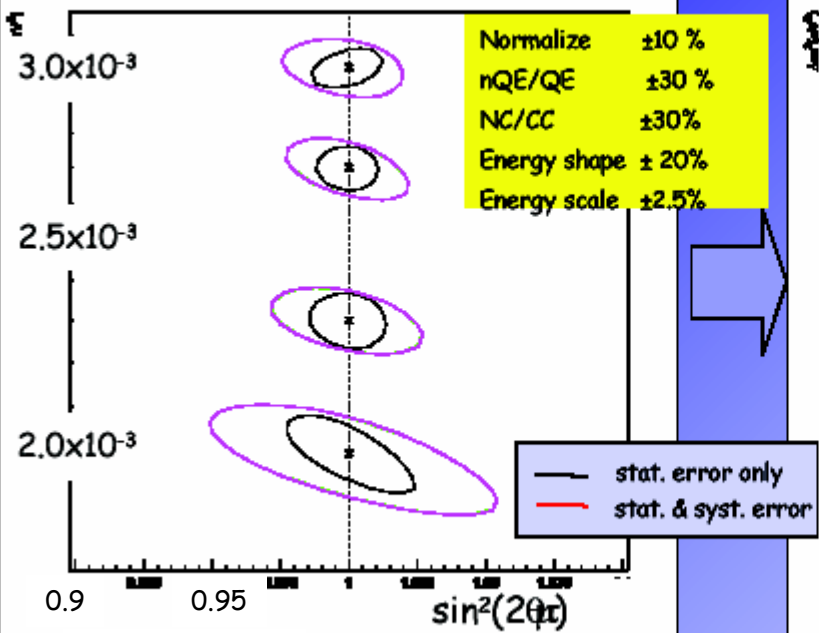 3.0x10⁻³
Normalize ±10 %
nQE/QE ±30 %
NC/CC ±30%
Energy shape ± 20%
Energy scale ±2.5%
2.5x10⁻³
2.0x10⁻³
stat. error only
stat. & syst. error
1
0.9 0.95
sin²(2θ